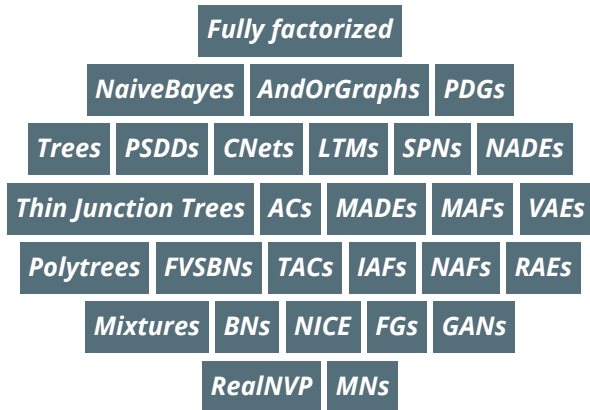 Fully factorized
NaiveBayes AndOrGraphs PDGs
Trees PSDDs CNets LTMs SPNs NADEs
Thin Junction Trees ACs MADEs MAFs VAEs
Polytrees FVSBNs TACs IAFs NAFs RAEs
Mixtures BNs NICE FGs GANs
RealNVP MNs